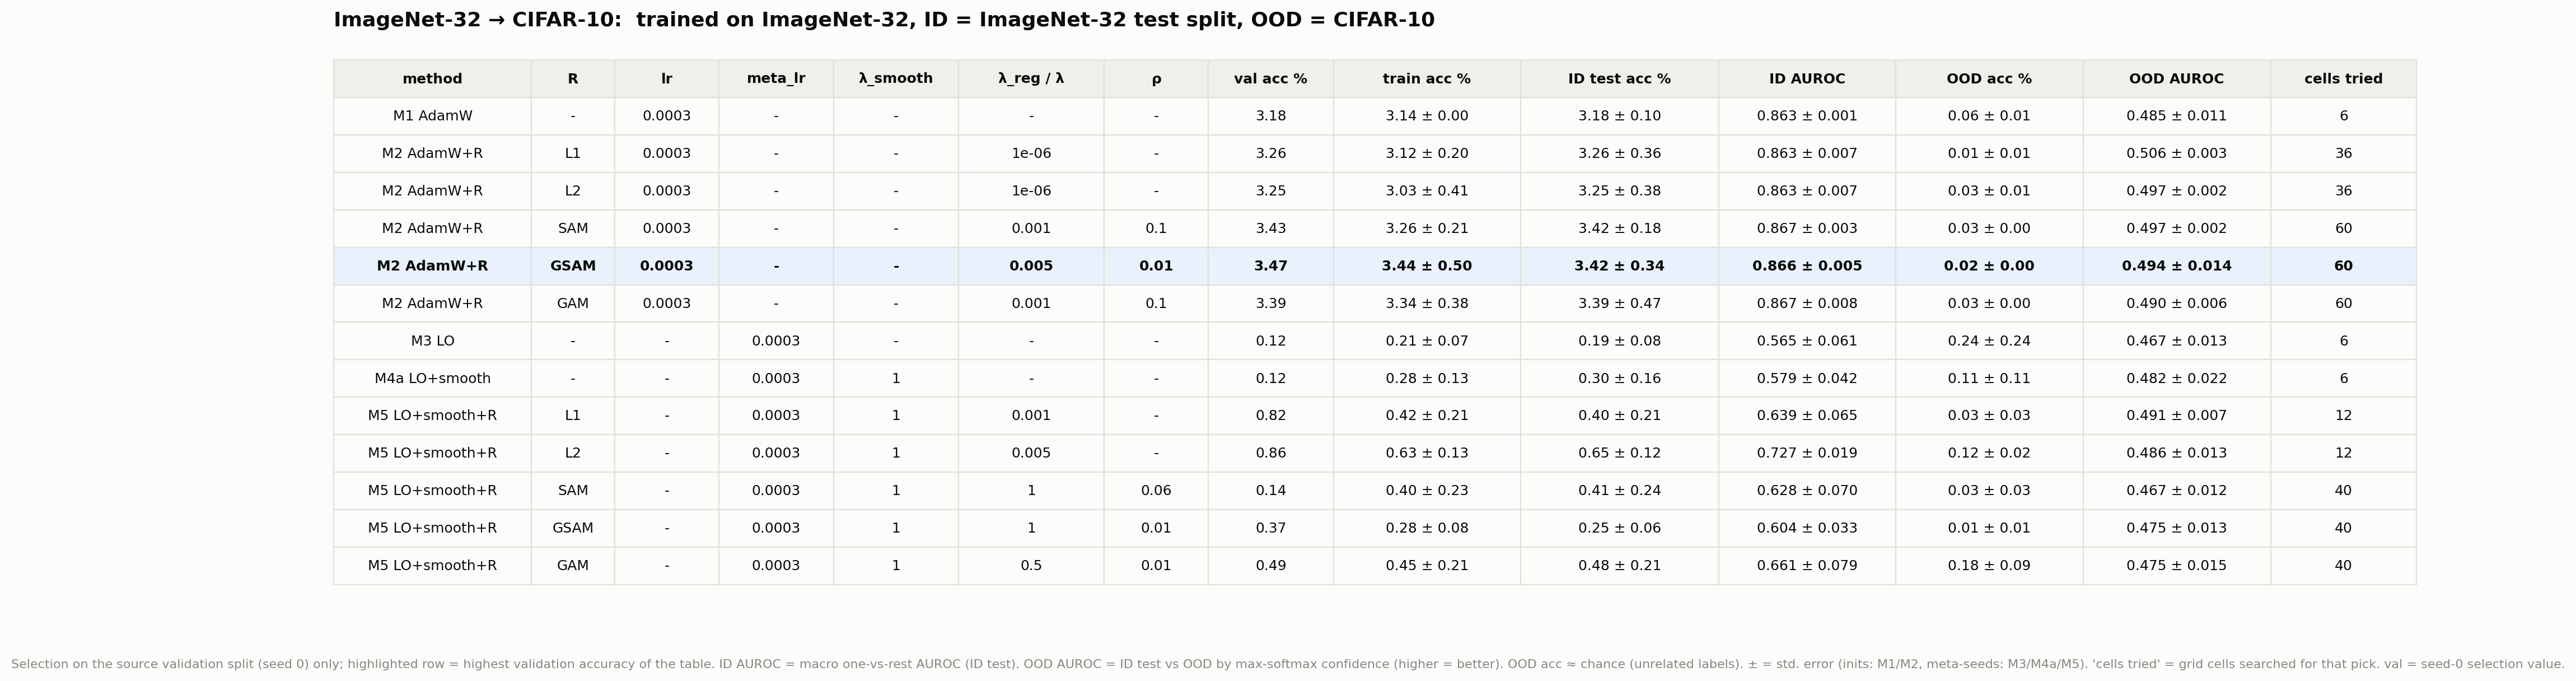 ImageNet-32 → CIFAR-10:  trained on ImageNet-32, ID = ImageNet-32 test split, OOD = CIFAR-10
method R lr meta_lr λ_smooth λ_reg / λ ρ val acc % train acc % ID test acc % ID AUROC OOD acc % OOD AUROC cells tried
M1 AdamW - 0.0003 - - - - 3.18 3.14 ± 0.00 3.18 ± 0.10 0.863 ± 0.001 0.06 ± 0.01 0.485 ± 0.011 6
M2 AdamW+R L1 0.0003 - - 1e-06 - 3.26 3.12 ± 0.20 3.26 ± 0.36 0.863 ± 0.007 0.01 ± 0.01 0.506 ± 0.003 36
M2 AdamW+R L2 0.0003 - - 1e-06 - 3.25 3.03 ± 0.41 3.25 ± 0.38 0.863 ± 0.007 0.03 ± 0.01 0.497 ± 0.002 36
M2 AdamW+R SAM 0.0003 - - 0.001 0.1 3.43 3.26 ± 0.21 3.42 ± 0.18 0.867 ± 0.003 0.03 ± 0.00 0.497 ± 0.002 60
M2 AdamW+R GSAM 0.0003 - - 0.005 0.01 3.47 3.44 ± 0.50 3.42 ± 0.34 0.866 ± 0.005 0.02 ± 0.00 0.494 ± 0.014 60
M2 AdamW+R GAM 0.0003 - - 0.001 0.1 3.39 3.34 ± 0.38 3.39 ± 0.47 0.867 ± 0.008 0.03 ± 0.00 0.490 ± 0.006 60
M3 LO - - 0.0003 - - - 0.12 0.21 ± 0.07 0.19 ± 0.08 0.565 ± 0.061 0.24 ± 0.24 0.467 ± 0.013 6
M4a LO+smooth - - 0.0003 1 - - 0.12 0.28 ± 0.13 0.30 ± 0.16 0.579 ± 0.042 0.11 ± 0.11 0.482 ± 0.022 6
M5 LO+smooth+R L1 - 0.0003 1 0.001 - 0.82 0.42 ± 0.21 0.40 ± 0.21 0.639 ± 0.065 0.03 ± 0.03 0.491 ± 0.007 12
M5 LO+smooth+R L2 - 0.0003 1 0.005 - 0.86 0.63 ± 0.13 0.65 ± 0.12 0.727 ± 0.019 0.12 ± 0.02 0.486 ± 0.013 12
M5 LO+smooth+R SAM - 0.0003 1 1 0.06 0.14 0.40 ± 0.23 0.41 ± 0.24 0.628 ± 0.070 0.03 ± 0.03 0.467 ± 0.012 40
M5 LO+smooth+R GSAM - 0.0003 1 1 0.01 0.37 0.28 ± 0.08 0.25 ± 0.06 0.604 ± 0.033 0.01 ± 0.01 0.475 ± 0.013 40
M5 LO+smooth+R GAM - 0.0003 1 0.5 0.01 0.49 0.45 ± 0.21 0.48 ± 0.21 0.661 ± 0.079 0.18 ± 0.09 0.475 ± 0.015 40
Selection on the source validation split (seed 0) only; highlighted row = highest validation accuracy of the table. ID AUROC = macro one-vs-rest AUROC (ID test). OOD AUROC = ID test vs OOD by max-softmax confidence (higher = better). OOD acc ≈ chance (unrelated labels). ± = std. error (inits: M1/M2, meta-seeds: M3/M4a/M5). 'cells tried' = grid cells searched for that pick. val = seed-0 selection value.